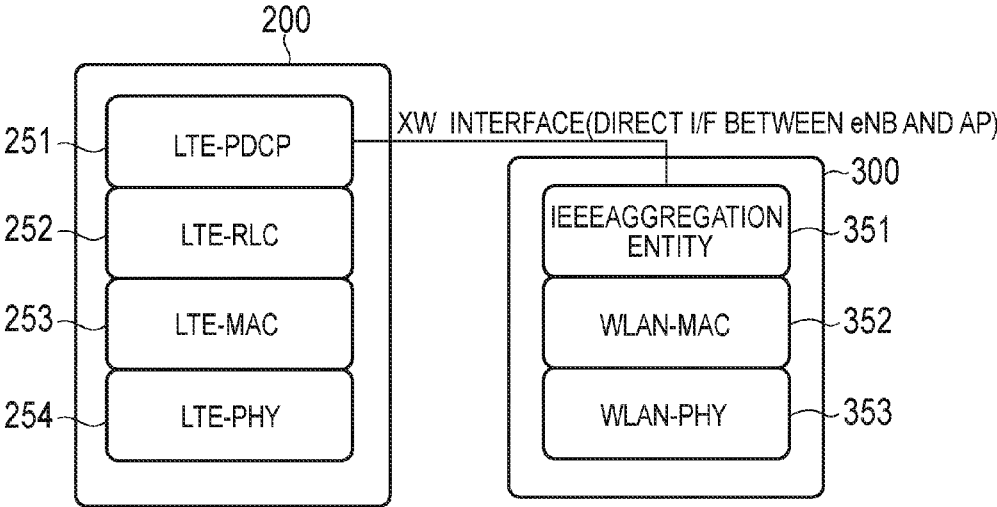 200
XW INTERFACE(DIRECT I/F BETWEEN eNB AND AP)
251
LTE-PDCP
300
IEEEAGGREGATION
ENTITY
351
252
LTE-RLC
253
LTE-MAC
WLAN-MAC
352
254
LTE-PHY
WLAN-PHY
353